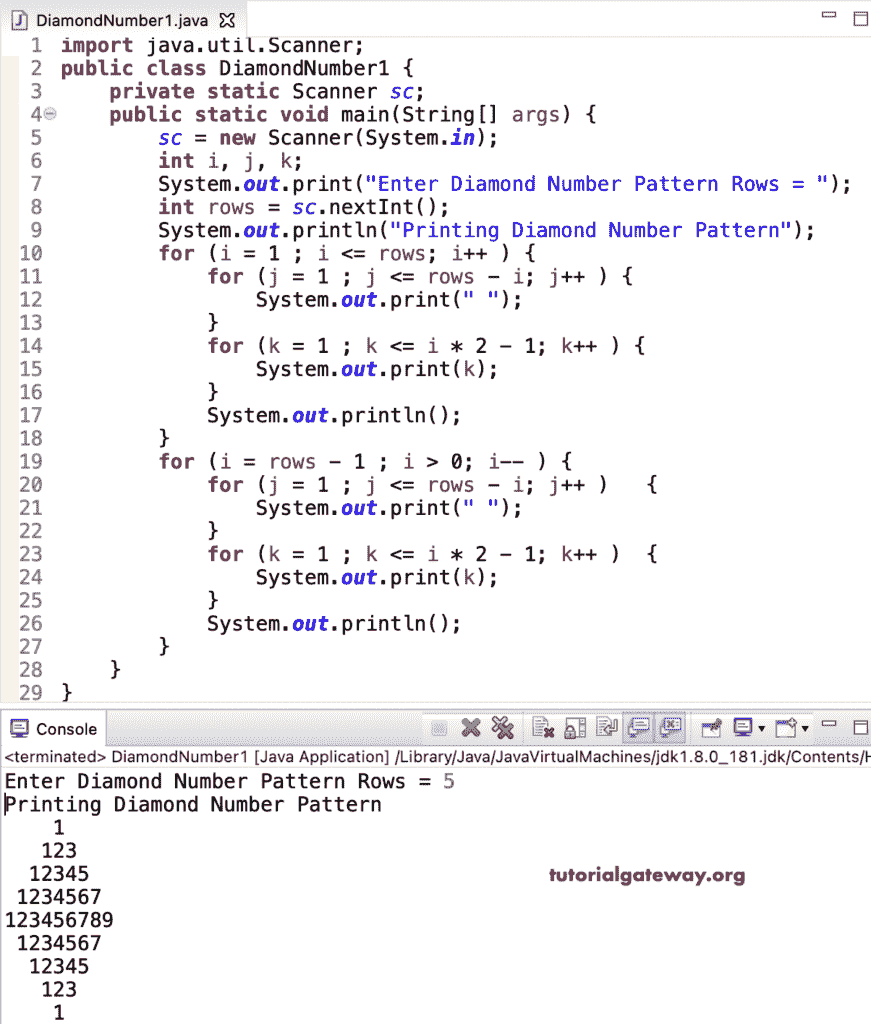 DiamondNumber1.java
1 import java.util.Scanner;
2 public class DiamondNumber1 {
3     private static Scanner sc;
4     public static void main(String[] args) {
5         sc = new Scanner(System.in);
6         int i, j, k;
7         System.out.print("Enter Diamond Number Pattern Rows = ");
8         int rows = sc.nextInt();
9         System.out.println("Printing Diamond Number Pattern");
10         for (i = 1 ; i <= rows; i++ ) {
11             for (j = 1 ; j <= rows - i; j++ ) {
12                 System.out.print(" ");
13             }
14             for (k = 1 ; k <= i * 2 - 1; k++ ) {
15                 System.out.print(k);
16             }
17             System.out.println();
18         }
19         for (i = rows - 1 ; i > 0; i-- ) {
20             for (j = 1 ; j <= rows - i; j++ )   {
21                 System.out.print(" ");
22             }
23             for (k = 1 ; k <= i * 2 - 1; k++ )  {
24                 System.out.print(k);
25             }
26             System.out.println();
27         }
28     }
29 }
Console
<terminated> DiamondNumber1 [Java Application] /Library/Java/JavaVirtualMachines/jdk1.8.0_181.jdk/Contents/H
Enter Diamond Number Pattern Rows = 5
Printing Diamond Number Pattern
    1
   123
  12345
tutorialgateway.org
 1234567
123456789
 1234567
  12345
   123
    1